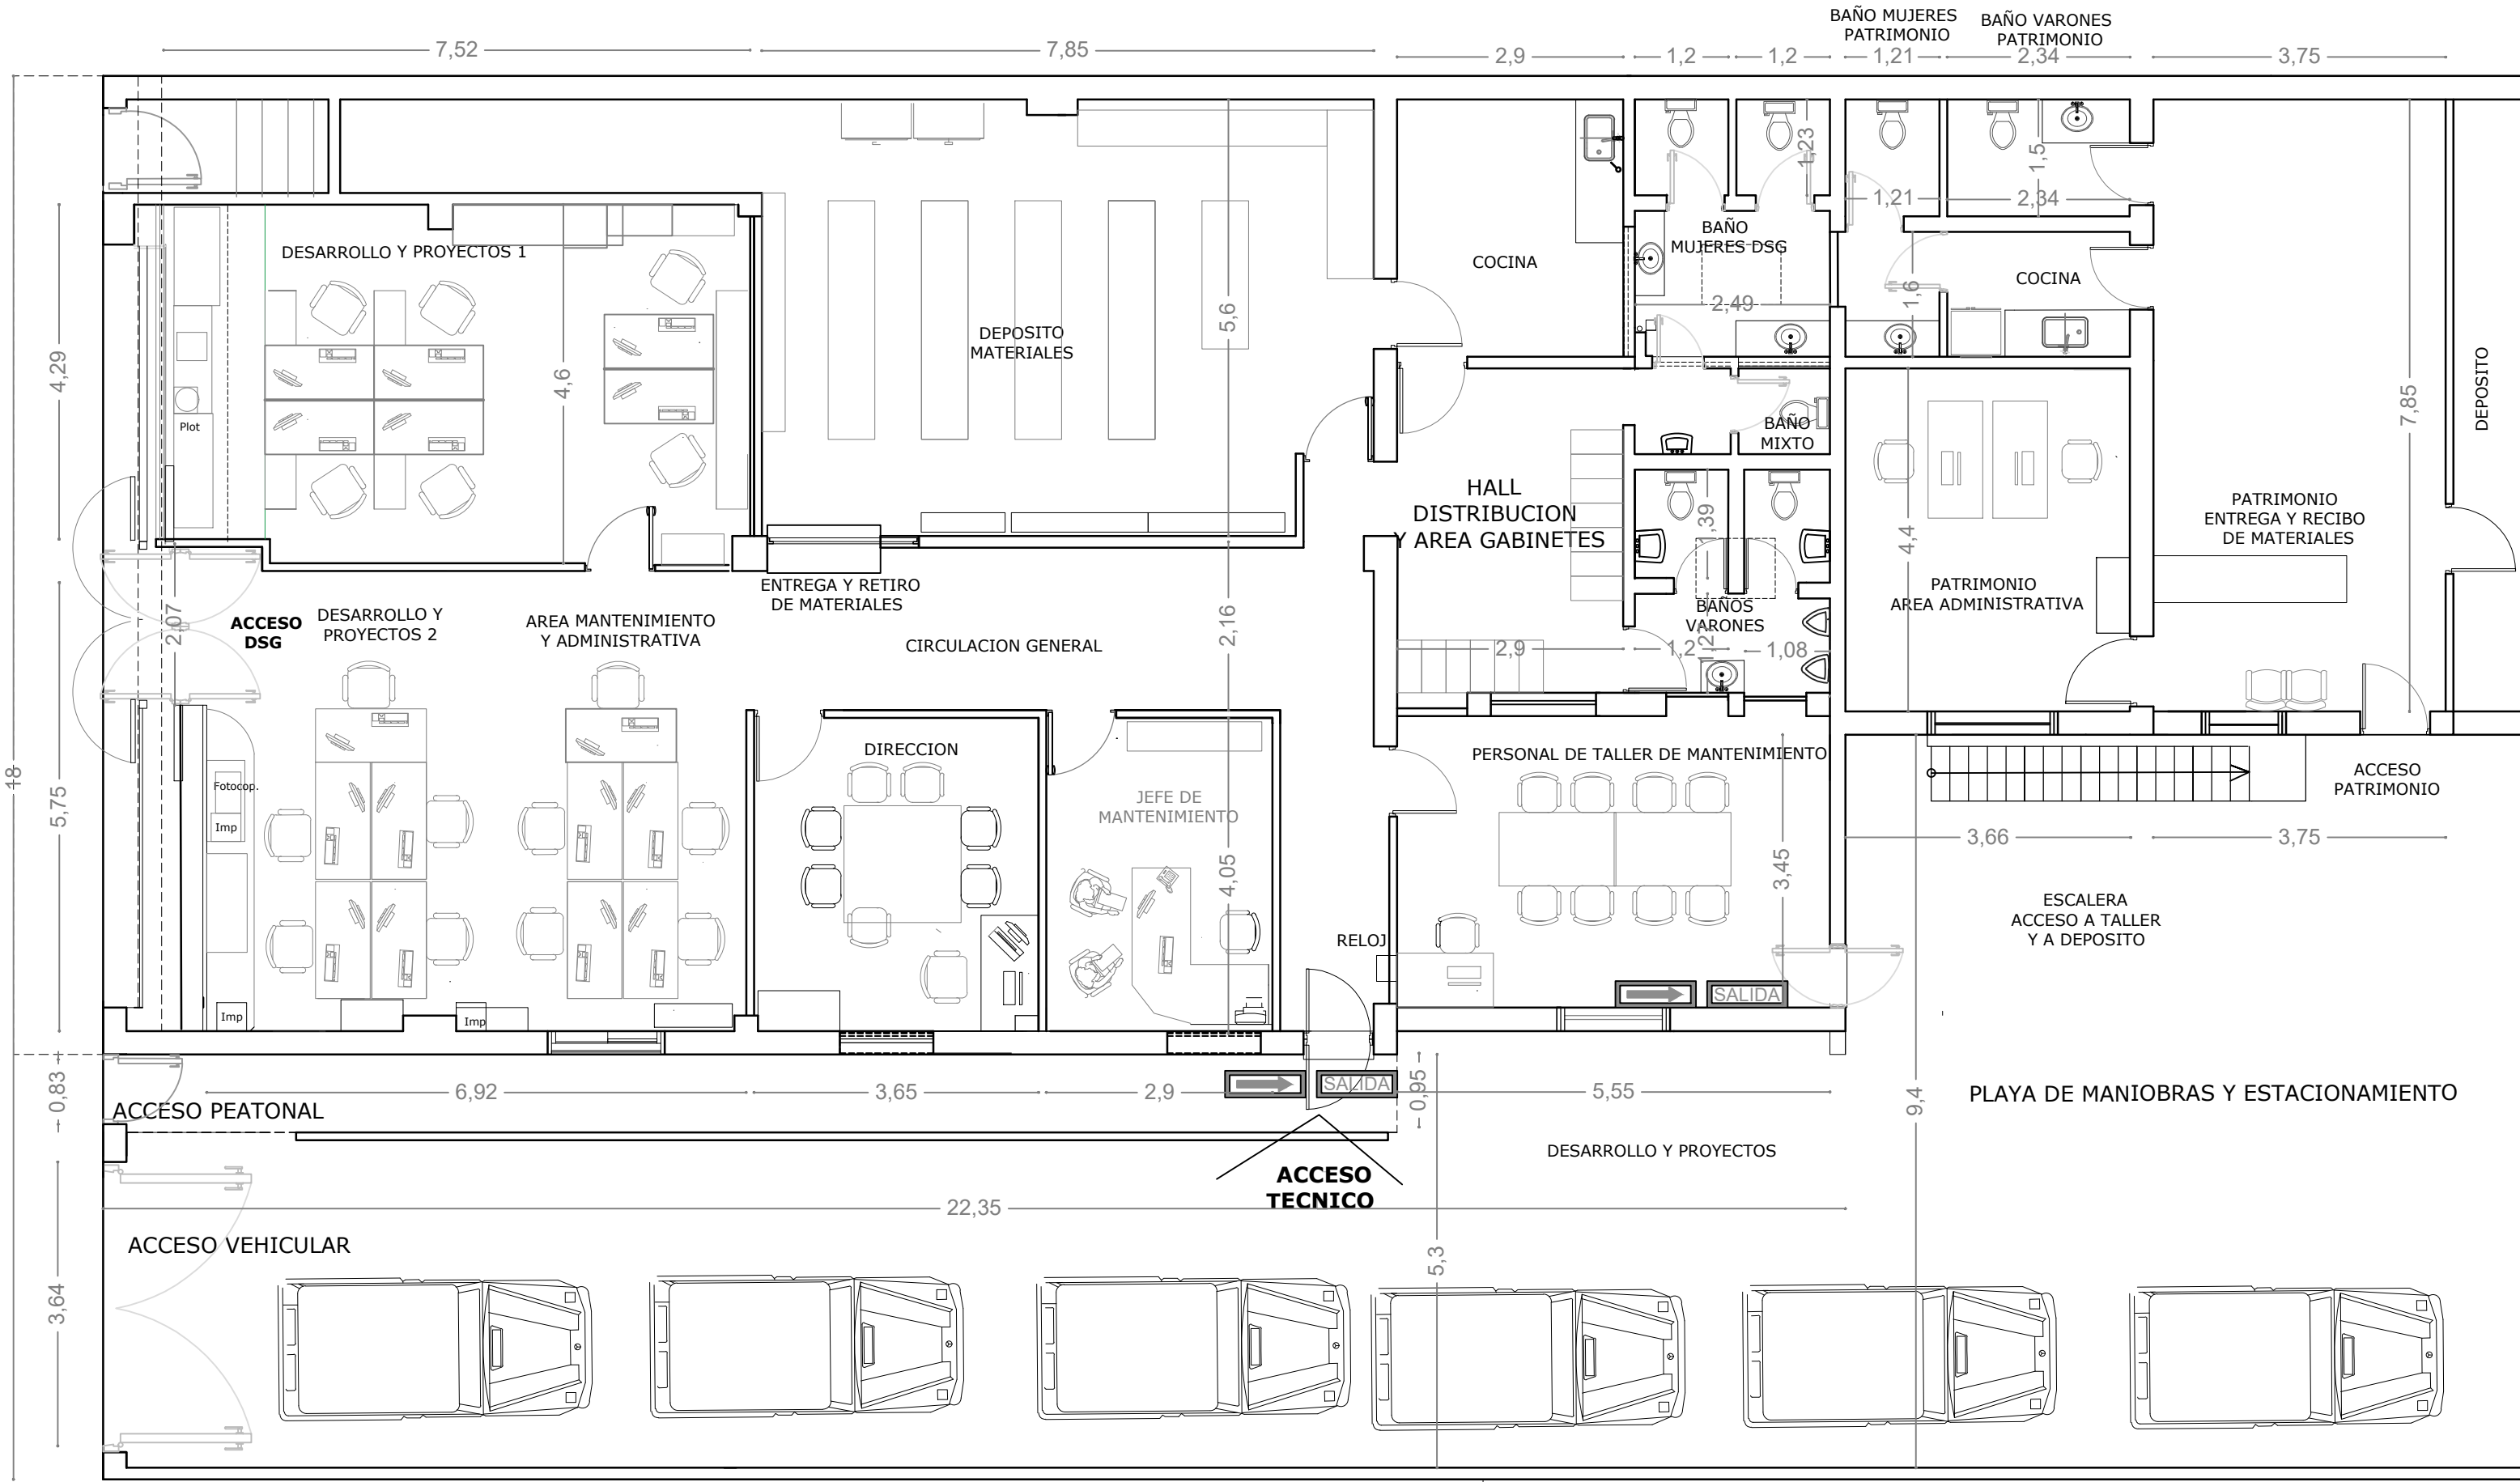 BAÑO MUJERES
PATRIMONIO
BAÑO VARONES
PATRIMONIO
7,52
7,85
2,9
1,2
1,2
1,21
2,34
3,75
1,23
1,5
1,21
2,34
DESARROLLO Y PROYECTOS 1
BAÑO
MUJERES DSG
COCINA
COCINA
1,6
2,49
5,6
DEPOSITO
MATERIALES
4,29
4,6
7,85
DEPOSITO
Plot
BAÑO
MIXTO
HALL
DISTRIBUCION
Y AREA GABINETES
,39
4,4
PATRIMONIO
ENTREGA Y RECIBO
DE MATERIALES
ENTREGA Y RETIRO
DE MATERIALES
PATRIMONIO
AREA ADMINISTRATIVA
2,07
ACCESO
DSG
DESARROLLO Y
PROYECTOS 2
AREA MANTENIMIENTO
Y ADMINISTRATIVA
2,16
BAÑOS
VARONES
CIRCULACION GENERAL
2,9
1,2
1,08
DIRECCION
PERSONAL DE TALLER DE MANTENIMIENTO
18
5,75
Fotocop.
Imp
JEFE DE
MANTENIMIENTO
ACCESO
PATRIMONIO
3,66
3,75
4,05
3,45
ESCALERA
ACCESO A TALLER
Y A DEPOSITO
RELOJ
SALIDA
Imp
Imp
0,83
6,92
3,65
2,9
SALIDA
0,95
5,55
9,4
PLAYA DE MANIOBRAS Y ESTACIONAMIENTO
ACCESO PEATONAL
DESARROLLO Y PROYECTOS
ACCESO
TECNICO
22,35
ACCESO VEHICULAR
5,3
3,64